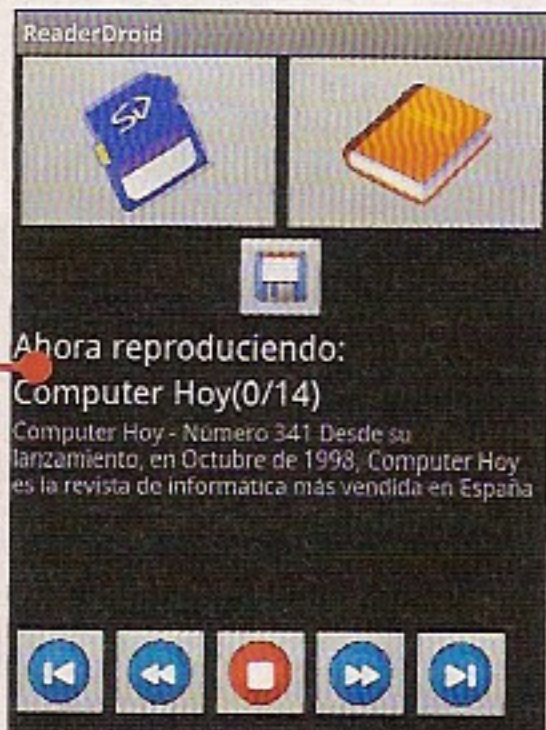 ReaderDroid
SD
Ahora reproduciendo:
Computer Hoy(0/14)
Computer Hoy - Número 341 Desde su
lanzamiento, en Octubre de 1998, Computer Hoy
es la revista de informática más vendida en España